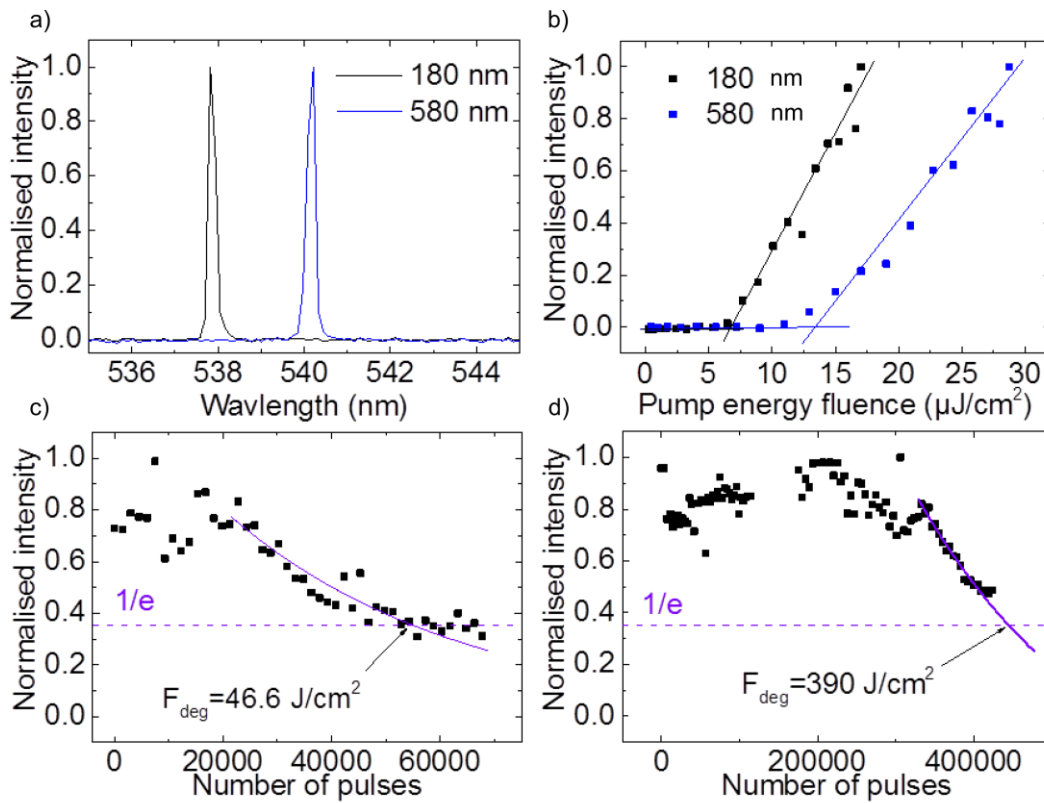 a)
Normalised intensity
1.0
0.8
0.6
0.4
0.2
0.0
180 nm
580 nm
536 538 540 542 544
Wavlength (nm)
b)
Normalised intensity
1.0
0.8
0.6
0.4
0.2
0.0
180 nm
580 nm
0 5 10 15 20 25 30
Pump energy fluence (µJ/cm²)
c)
Normalised intensity
1.0
0.8
0.6
0.4
0.2
0.0
1/e
F_deg=46.6 J/cm²
0 20000 40000 60000
Number of pulses
d)
Normalised intensity
1.0
0.8
0.6
0.4
0.2
0.0
1/e
F_deg=390 J/cm²
0 200000 400000
Number of pulses